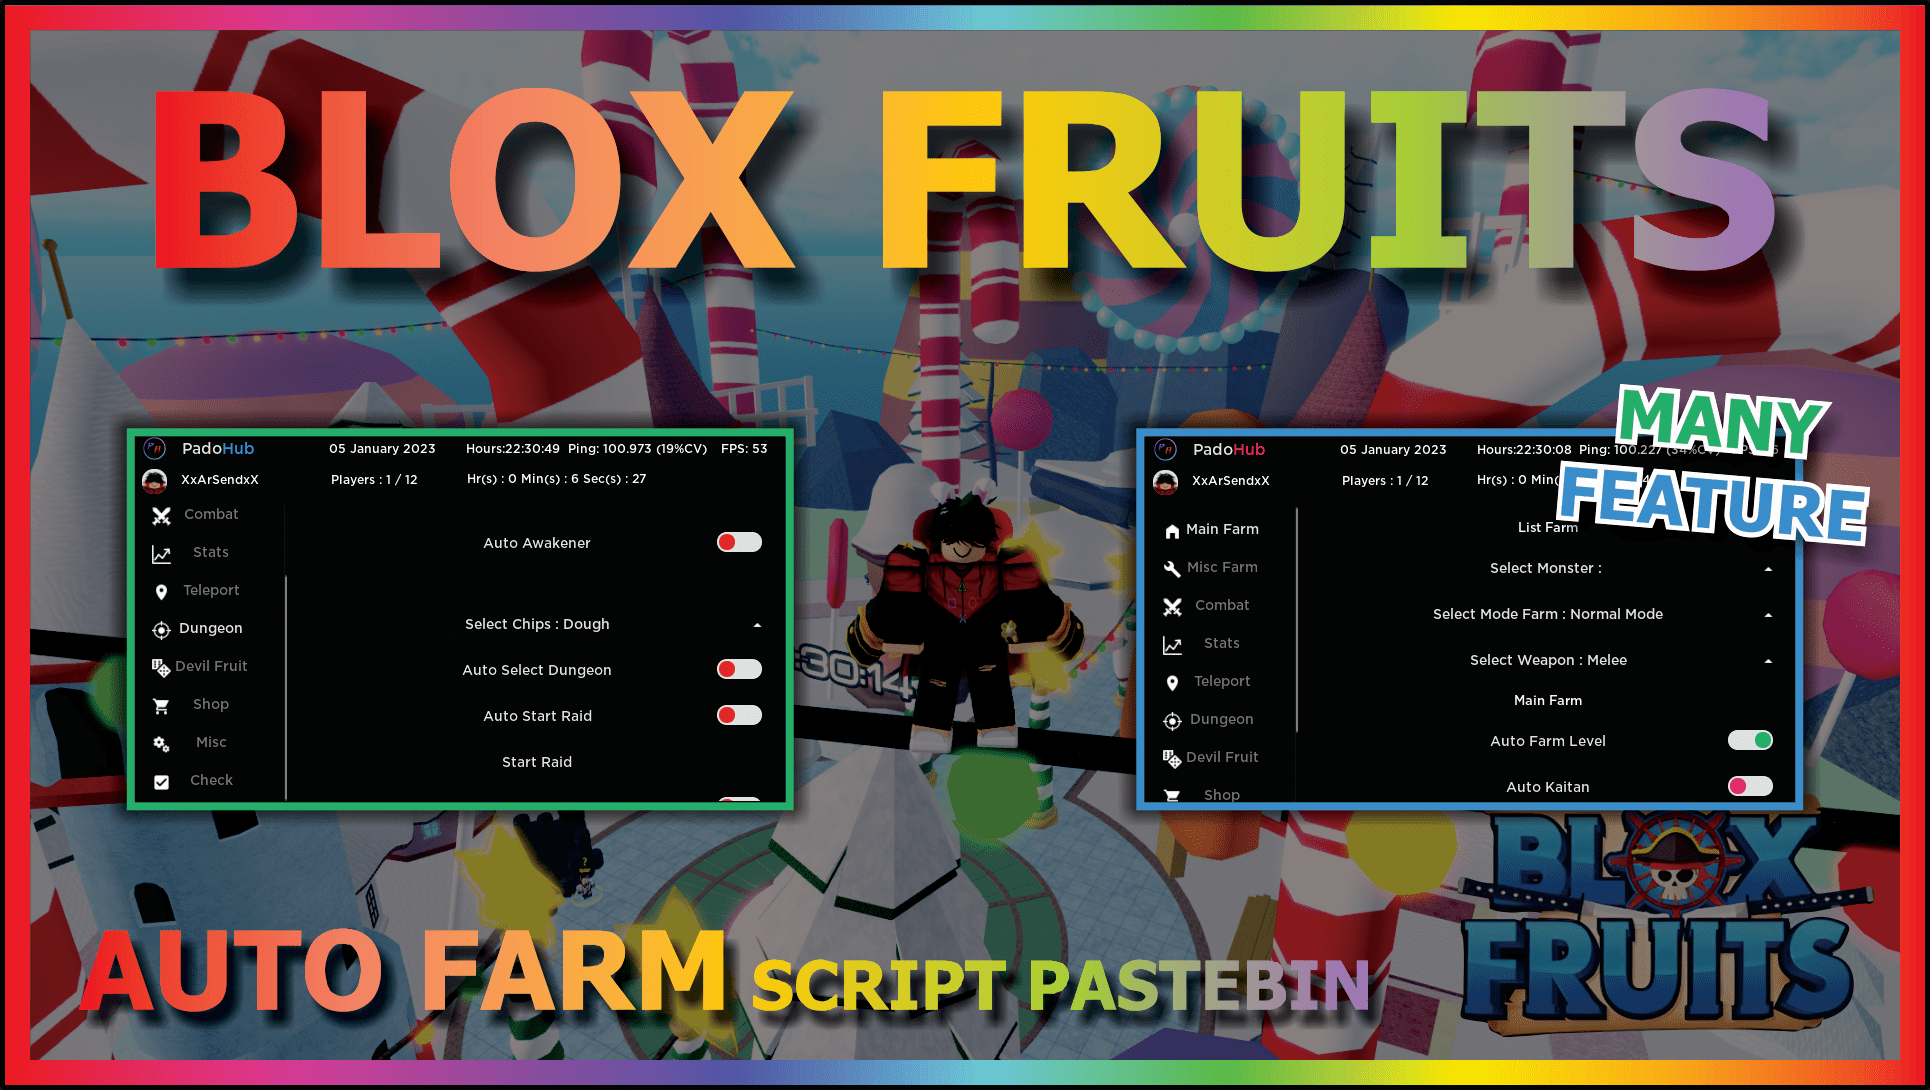 BLOX FRUITS
MANY
FEATURE
PadoHub
05 January 2023
Hours:22:30:49 Ping: 100.973 (19%CV) FPS: 53
XxArSendxX
Players : 1 / 12
Hr(s) : 0 Min(s) : 6 Sec(s) : 27
Combat
Stats
Teleport
Dungeon
Devil Fruit
Shop
Misc
Check
Auto Awakener
Select Chips : Dough
Auto Select Dungeon
Auto Start Raid
Start Raid
PadoHub
05 January 2023
Hours:22:30:08 Ping: 100.227 (34%CV)
XxArSendxX
Players : 1 / 12
Hr(s) : 0
Main Farm
Misc Farm
Combat
Stats
Teleport
Dungeon
Devil Fruit
Shop
List Farm
Select Monster :
Select Mode Farm : Normal Mode
Select Weapon : Melee
Main Farm
Auto Farm Level
Auto Kaitan
:30:14
BLOX
FRUITS
AUTO FARM SCRIPT PASTEBIN